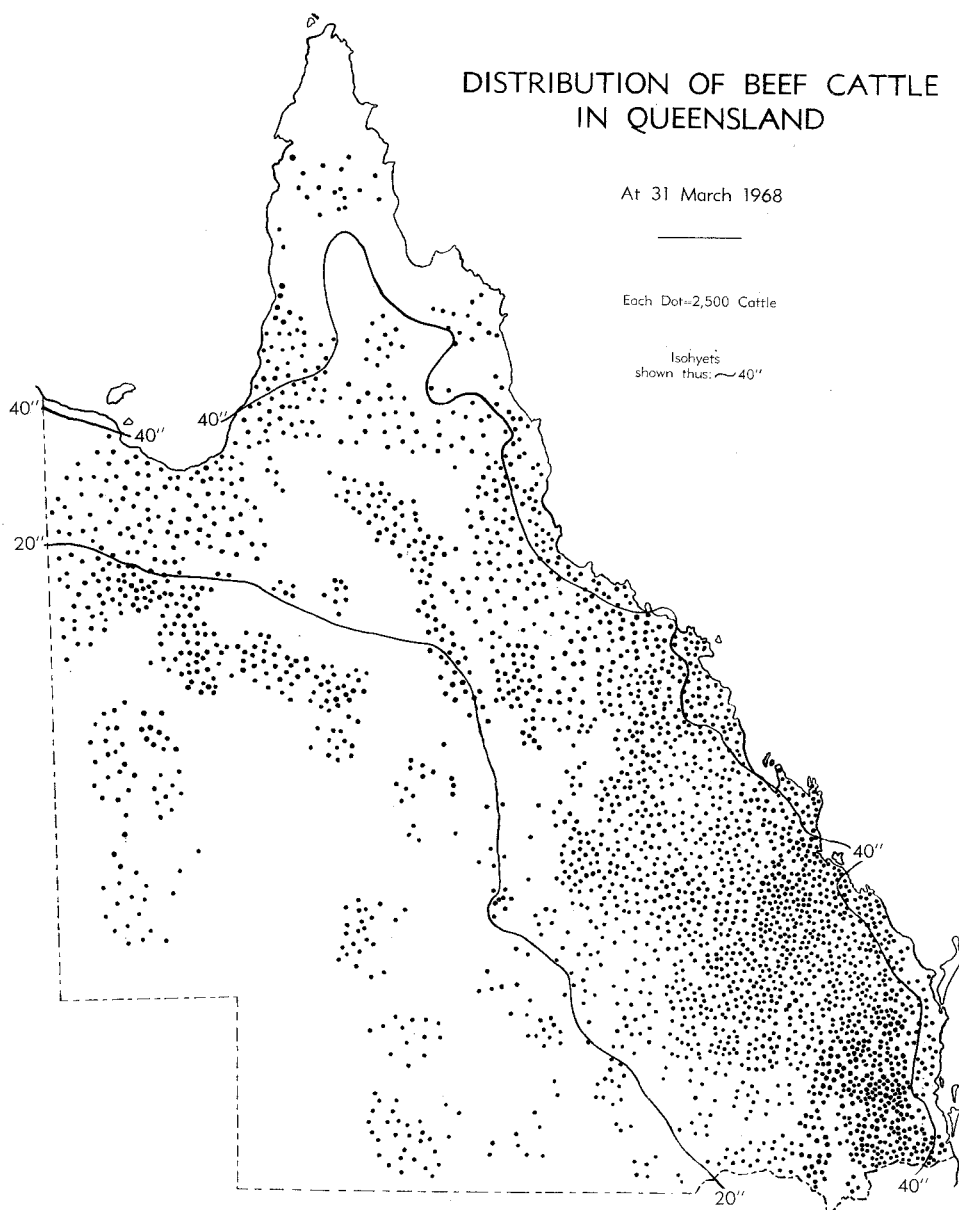 DISTRIBUTION OF BEEF CATTLE
IN QUEENSLAND
At 31 March 1968
Each Dot=2,500 Cattle
Isohyets
shown thus: 40"
40"
40"
40"
20"
40"
20"
40"